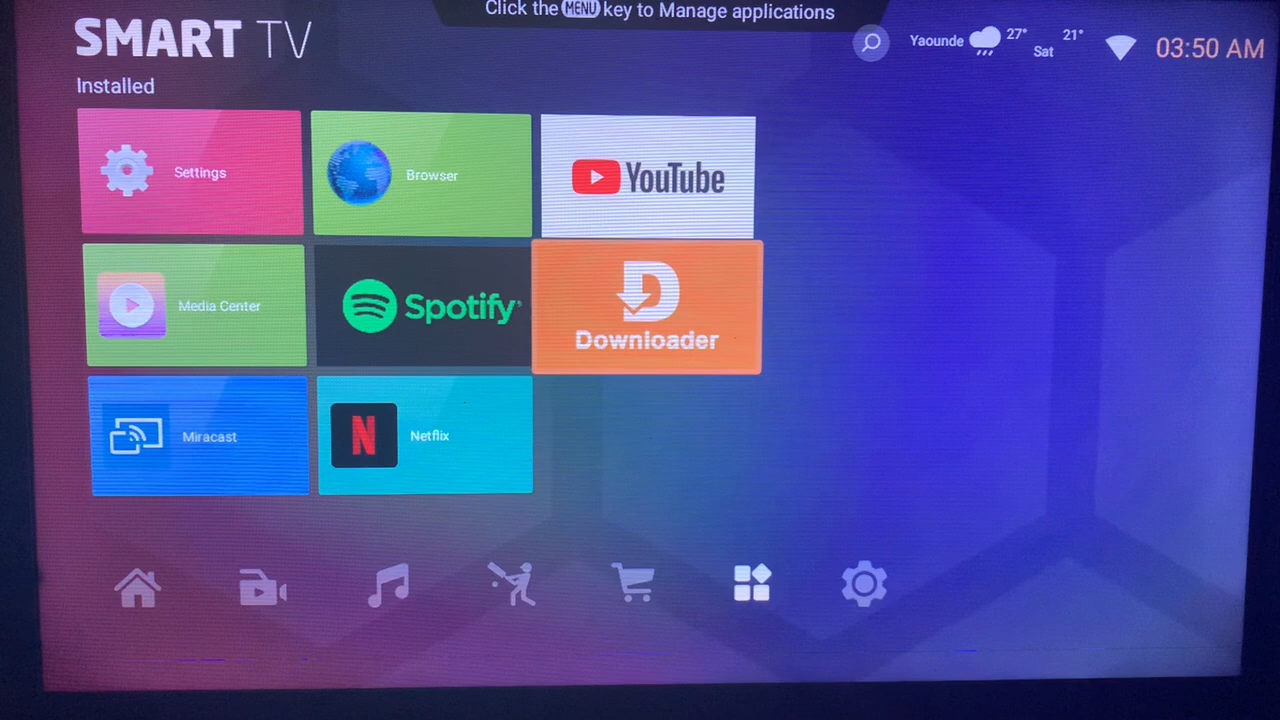 Click the MENU key to Manage applications
SMART TV
Yaounde
27°
Sat
21°
03:50 AM
Installed
Settings
Browser
YouTube
Media Center
Spotify®
D
Downloader
Miracast
N
Netflix